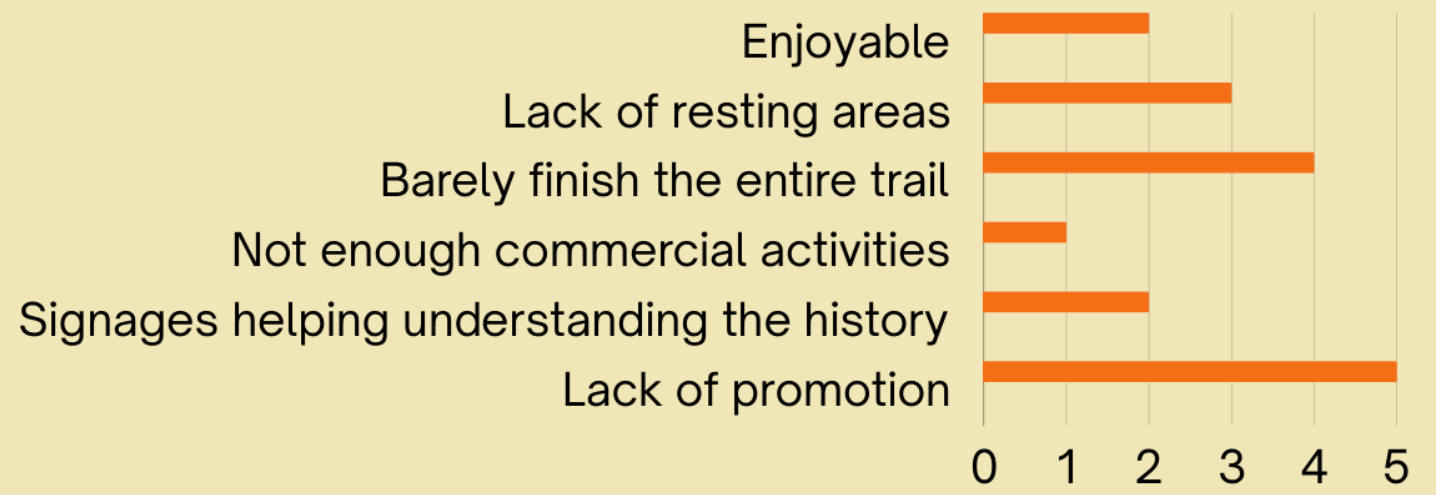 Enjoyable
Lack of resting areas
Barely finish the entire trail
Not enough commercial activities
Signages helping understanding the history
Lack of promotion
0 1 2 3 4 5